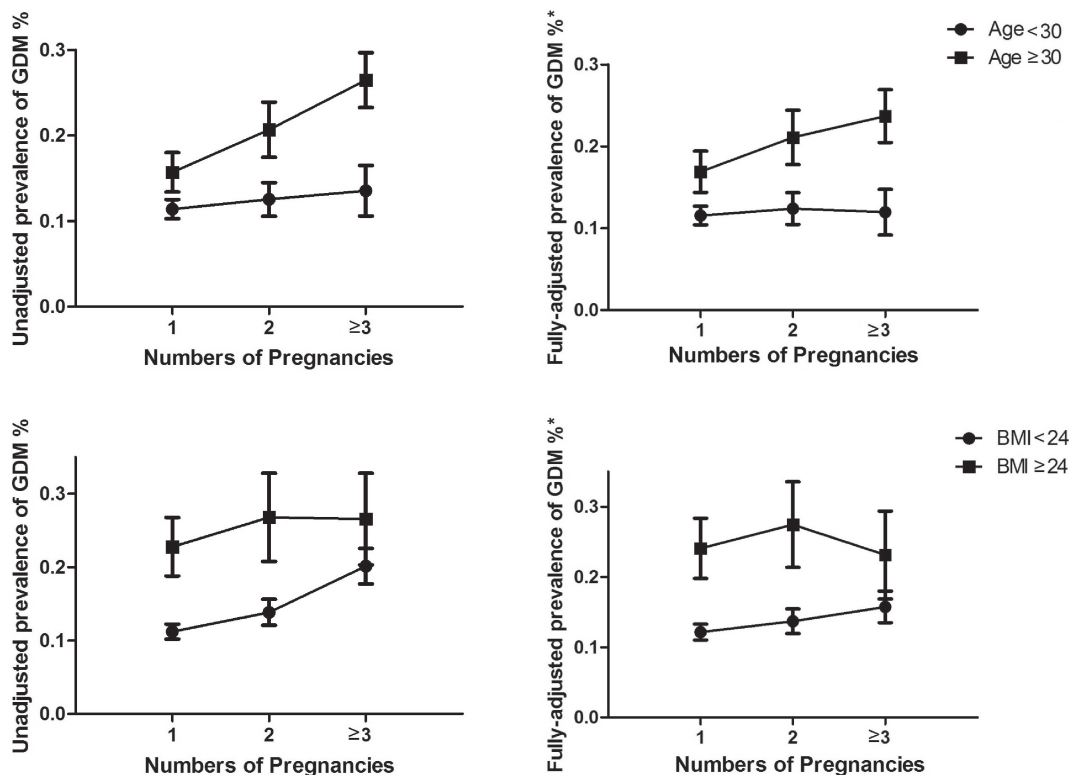 Unadjusted prevalence of GDM %
0.3
0.2
0.1
0.0
1 2 ≥3
Numbers of Pregnancies
Fully-adjusted prevalence of GDM %*
0.3
0.2
0.1
0.0
1 2 ≥3
Numbers of Pregnancies
Age<30
Age≥30
Unadjusted prevalence of GDM %
0.3
0.2
0.1
0.0
1 2 ≥3
Numbers of Pregnancies
Fully-adjusted prevalence of GDM %*
0.3
0.2
0.1
0.0
1 2 ≥3
Numbers of Pregnancies
BMI<24
BMI≥24